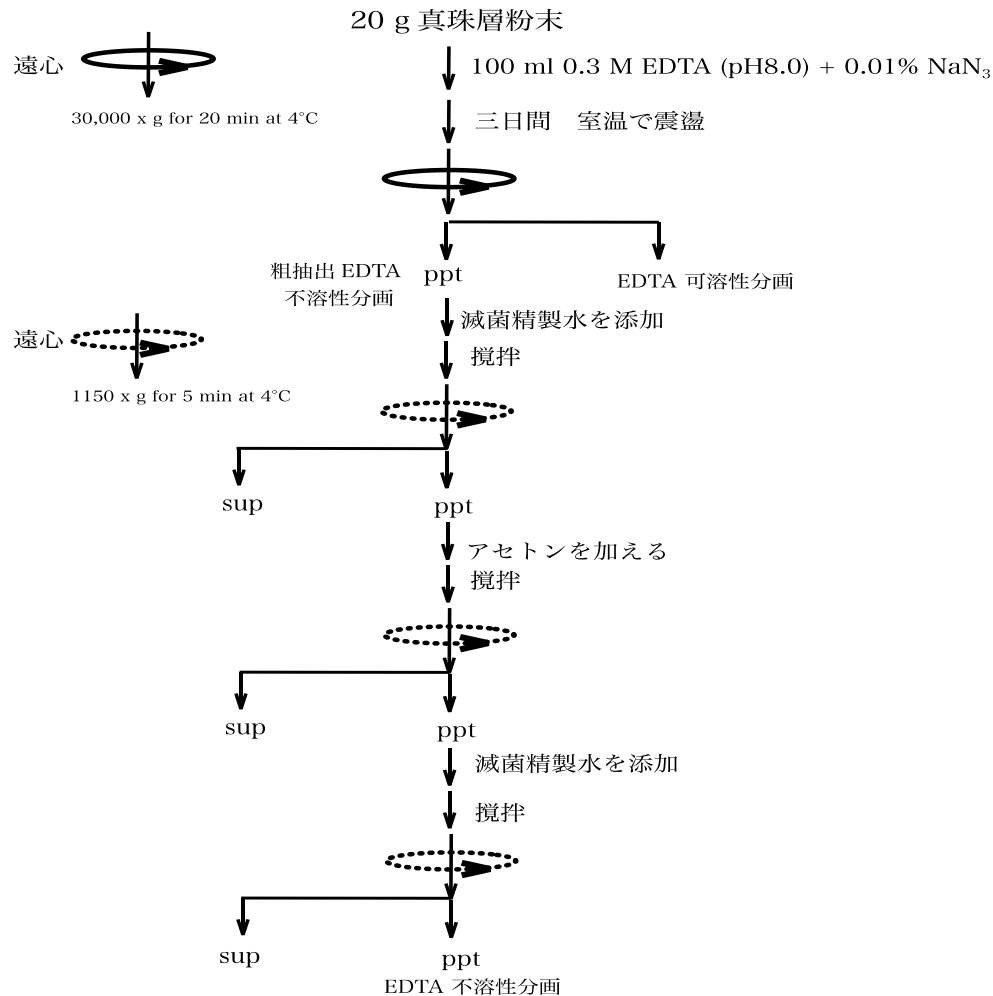 20 g 真珠層粉末
遠心
100 ml 0.3 M EDTA (pH8.0) + 0.01% NaN3
30,000 x g for 20 min at 4°C
三日間　室温で震盪
粗抽出 EDTA
不溶性分画
ppt
EDTA 可溶性分画
滅菌精製水を添加
遠心
攪拌
1150 x g for 5 min at 4°C
sup
ppt
アセトンを加える
攪拌
sup
ppt
滅菌精製水を添加
攪拌
sup
ppt
EDTA 不溶性分画